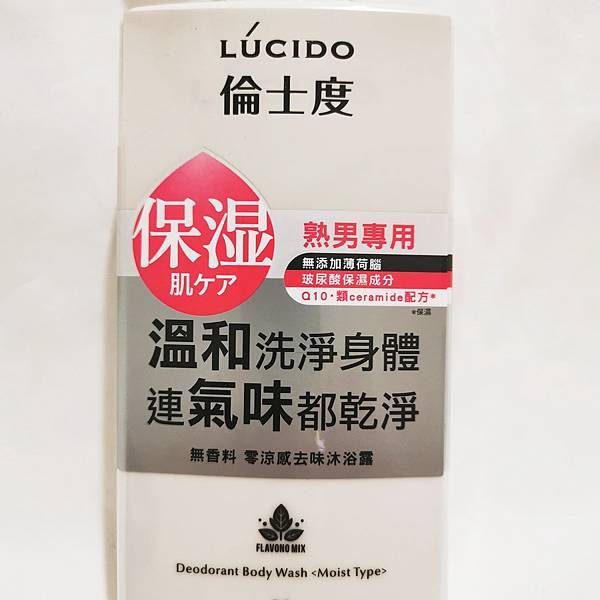 LÚCIDO
倫士度
保湿
肌ケア
熟男專用
無添加薄荷腦
玻尿酸保濕成分
Q10・類ceramide配方*
*保濕
溫和洗淨身體
連氣味都乾淨
無香料 零涼感去味沐浴露
FLAVONO MIX
Deodorant Body Wash <Moist Type>